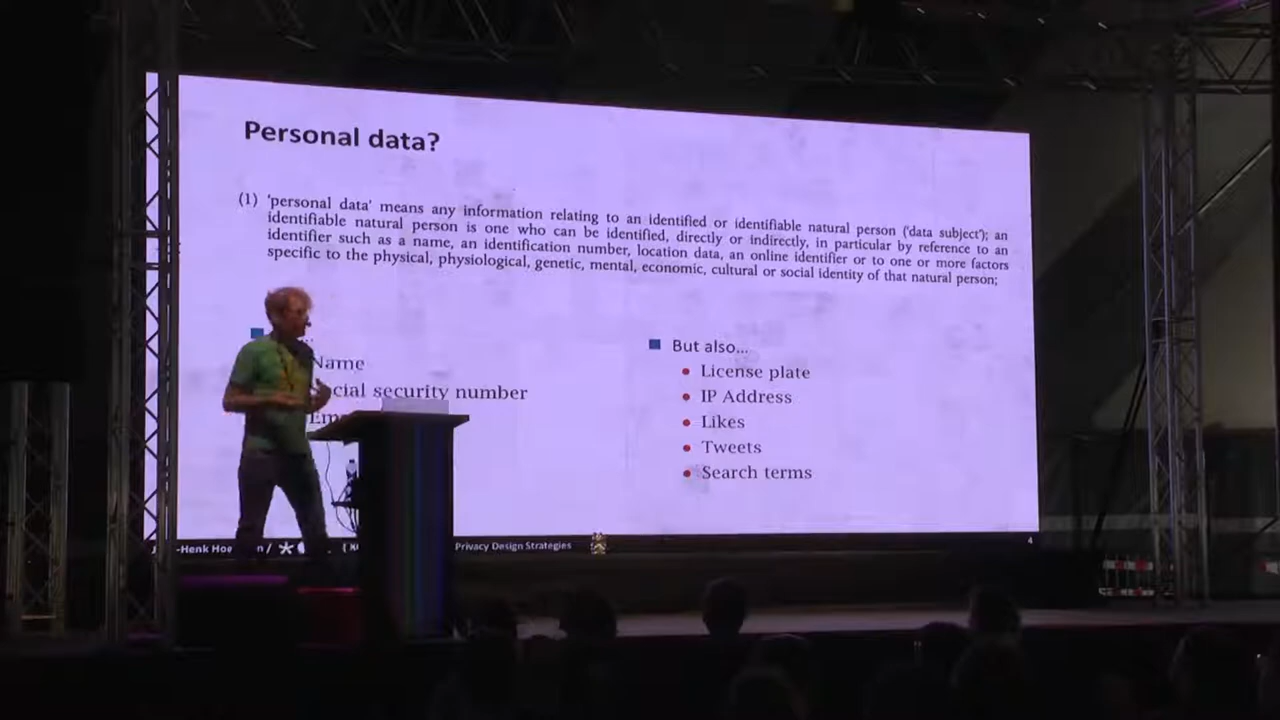 Personal data?
(1) 'personal data' means any information relating to an identified or identifiable natural person ('data subject'); an
identifiable natural person is one who can be identified, directly or indirectly, in particular by reference to an
identifier such as a name, an identification number, location data, an online identifier or to one or more factors
specific to the physical, physiological, genetic, mental, economic, cultural or social identity of that natural person;
Name
cial security number
Em
But also...
License plate
IP Address
Likes
Tweets
Search terms
-Henk Hoe
Privacy Design Strategies
4